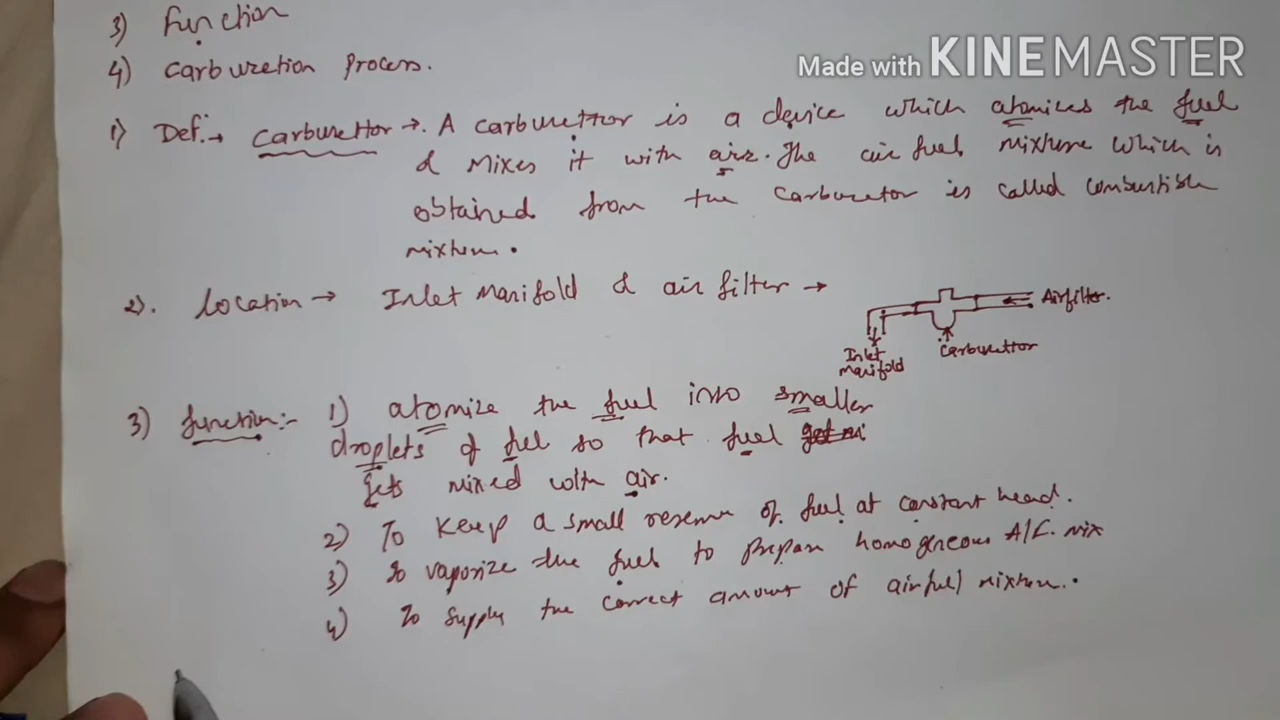 3) Function
Made with KINEMASTER
4) Carburetion Process.
1) Def:→ Carburettor →. A carburettor is a device which atomizes the fuel
& mixes it with air. The air fuel mixture which is
obtained from the carburetor is called combustible
mixture.
2). Location → Inlet Manifold & air filter →
Airfilter.
Carburettor
Inlet
Manifold
3) function:- 1) atomize the fuel into smaller
droplets of fuel so that fuel
gets mixed with air.
2) To keep a small reserve of fuel at constant head.
3) To vaporize the fuel to prepare homogeneous A/F. mix
4) To supply the correct amount of airfuel mixture.